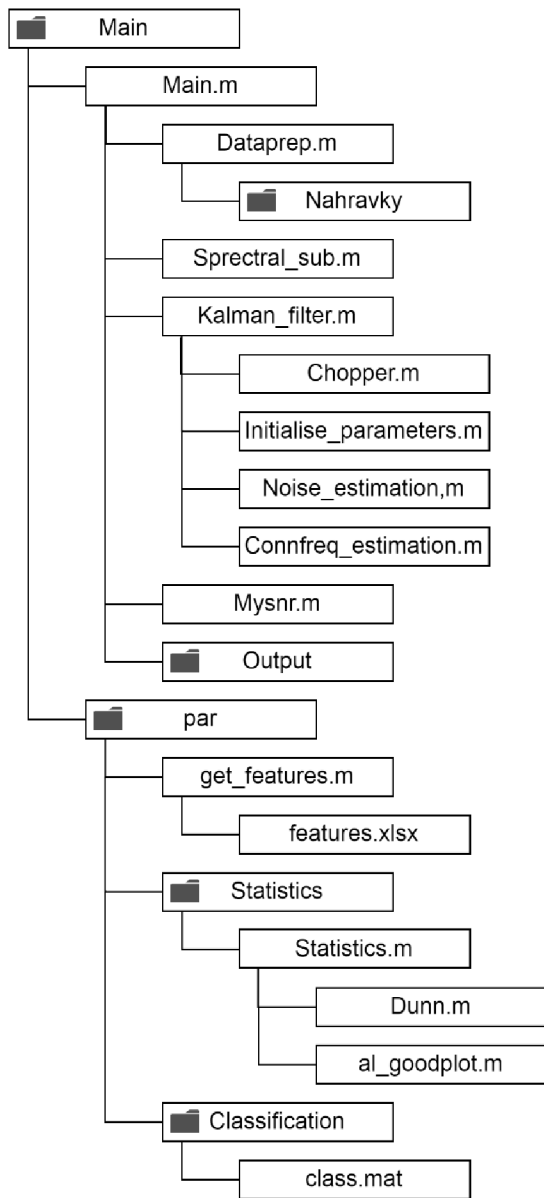 Main
Main.m
Dataprep.m
Nahravky
Sprectral_sub.m
Kalman_filter.m
Chopper.m
Initialise_parameters.m
Noise_estimation,m
Connfreq_estimation.m
Mysnr.m
Output
par
get_features.m
features.xlsx
Statistics
Statistics.m
Dunn.m
al_goodplot.m
Classification
class.mat